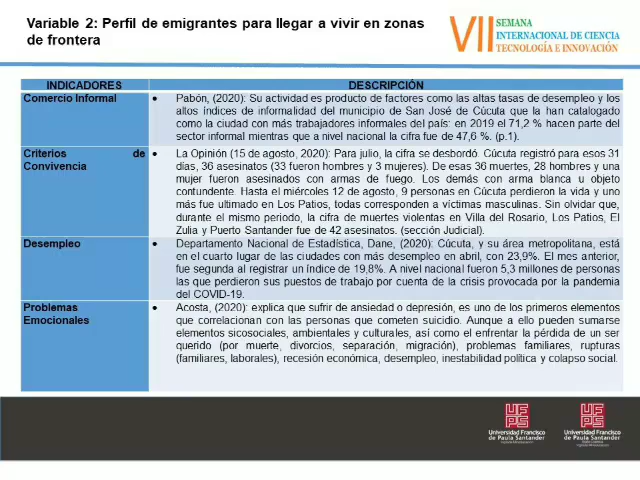 Variable 2: Perfil de emigrantes para llegar a vivir en zonas
de frontera
VII SEMANA
INTERNACIONAL DE CIENCIA
TECNOLOGÍA E INNOVACIÓN
INDICADORES DESCRIPCIÓN
Comercio Informal
• Pabón, (2020): Su actividad es producto de factores como las altas tasas de desempleo y los
altos índices de informalidad del municipio de San José de Cúcuta que la han catalogado
como la ciudad con más trabajadores informales del país: en 2019 el 71,2 % hacen parte del
sector informal mientras que a nivel nacional la cifra fue de 47,6 %. (p.1).
Criterios de
Convivencia
• La Opinión (15 de agosto, 2020): Para julio, la cifra se desbordó. Cúcuta registró para esos 31
días, 36 asesinatos (33 fueron hombres y 3 mujeres). De esas 36 muertes, 28 hombres y una
mujer fueron asesinados con armas de fuego. Los demás con arma blanca u objeto
contundente. Hasta el miércoles 12 de agosto, 9 personas en Cúcuta perdieron la vida y uno
más fue ultimado en Los Patios, todas corresponden a víctimas masculinas. Sin olvidar que,
durante el mismo periodo, la cifra de muertes violentas en Villa del Rosario, Los Patios, El
Zulia y Puerto Santander fue de 42 asesinatos. (sección Judicial).
Desempleo
• Departamento Nacional de Estadística, Dane, (2020): Cúcuta, y su área metropolitana, está
en el cuarto lugar de las ciudades con más desempleo en abril, con 23,9%. El mes anterior,
fue segunda al registrar un índice de 19,8%. A nivel nacional fueron 5,3 millones de personas
las que perdieron sus puestos de trabajo por cuenta de la crisis provocada por la pandemia
del COVID-19.
Problemas
Emocionales
• Acosta, (2020): explica que sufrir de ansiedad o depresión, es uno de los primeros elementos
que correlacionan con las personas que cometen suicidio. Aunque a ello pueden sumarse
elementos sicosociales, ambientales y culturales, así como el enfrentar la pérdida de un ser
querido (por muerte, divorcios, separación, migración), problemas familiares, rupturas
(familiares, laborales), recesión económica, desempleo, inestabilidad política y colapso social.
UFPS
Universidad Francisco
de Paula Santander
UFPS
Universidad Francisco
de Paula Santander